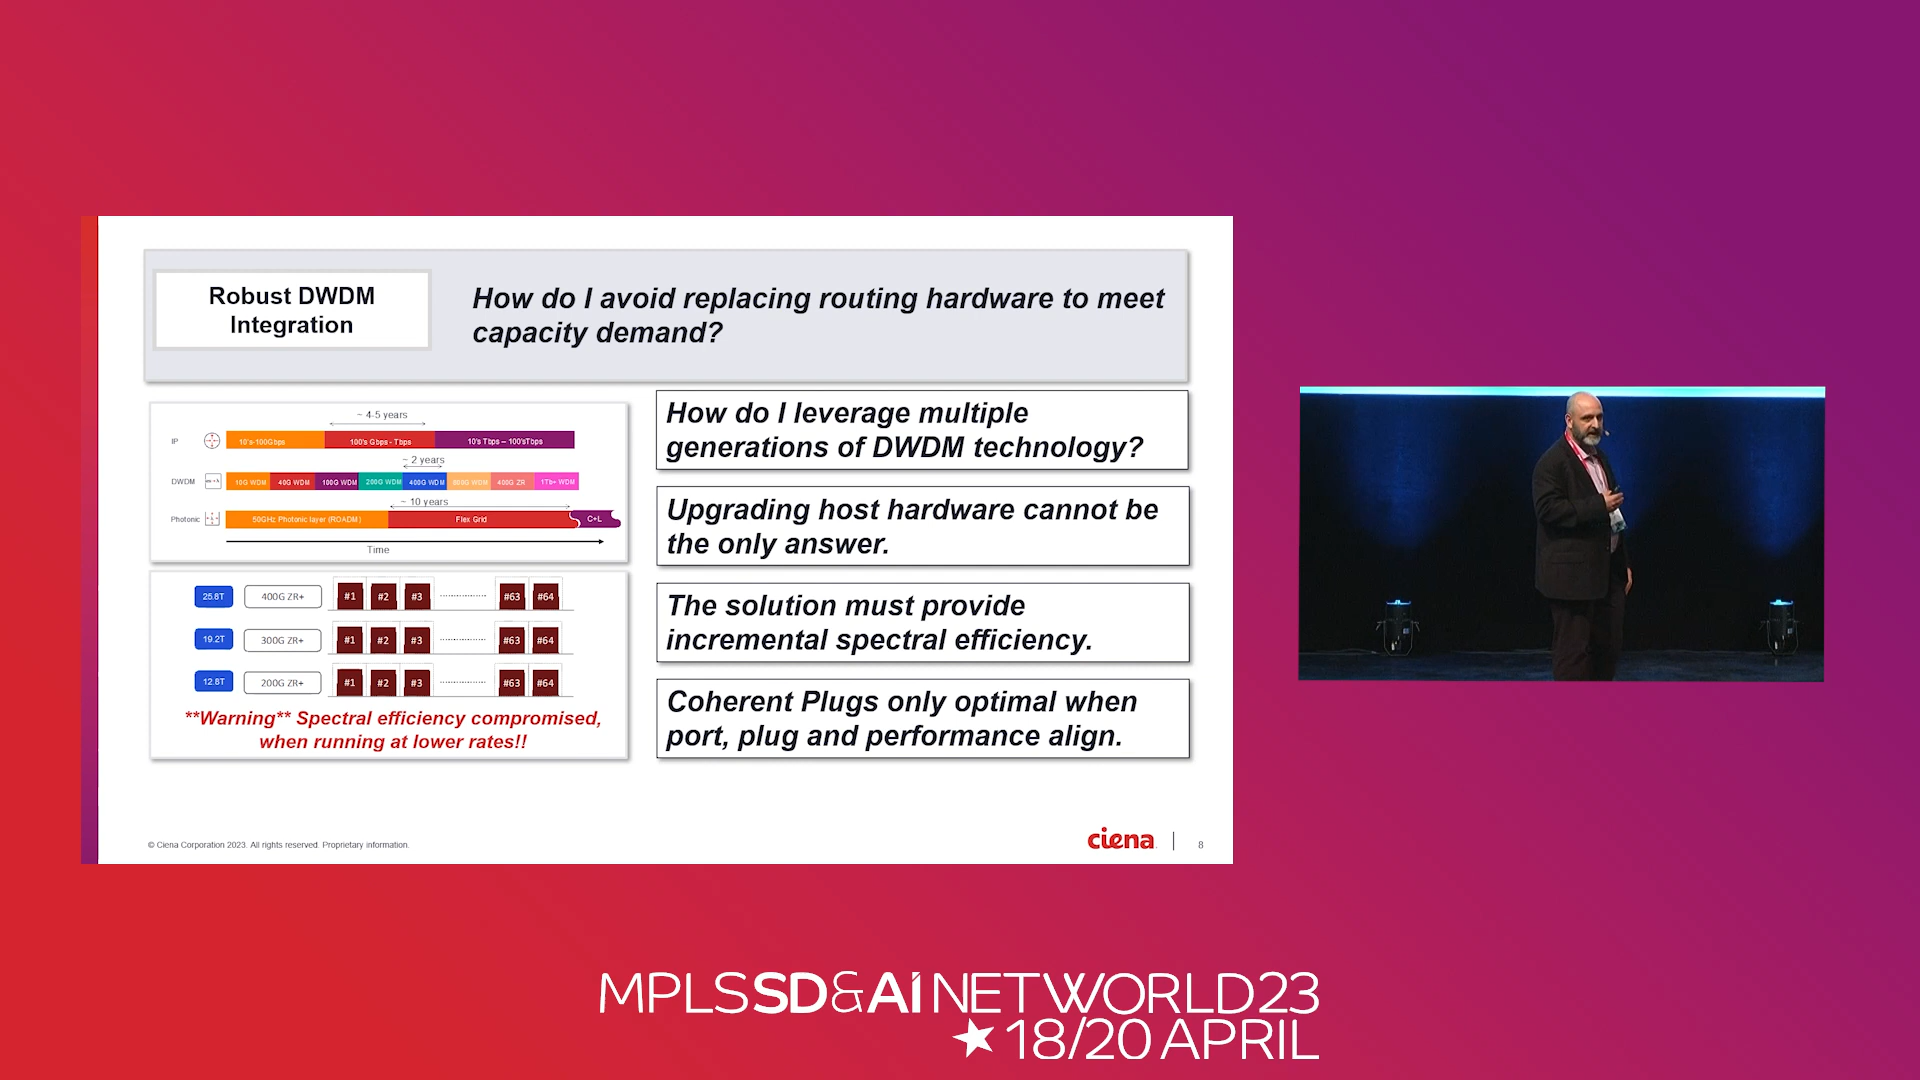 Robust DWDM
Integration
How do I avoid replacing routing hardware to meet
capacity demand?
~ 4-5 years
IP
10's-100Gbps
100's Gbps - Tbps
10's Tbps – 100'sTbps
~ 2 years
DWDM
10G WDM
40G WDM
100G WDM
200G WDM
400G WDM
800G WDM
400G ZR
1Tb+ WDM
~ 10 years
Photonic
50GHz Photonic layer (ROADM)
Flex Grid
C+L
Time
25.6T 400G ZR+ #1 #2 #3 #63 #64
19.2T 300G ZR+ #1 #2 #3 #63 #64
12.8T 200G ZR+ #1 #2 #3 #63 #64
**Warning** Spectral efficiency compromised,
when running at lower rates!!
How do I leverage multiple
generations of DWDM technology?
Upgrading host hardware cannot be
the only answer.
The solution must provide
incremental spectral efficiency.
Coherent Plugs only optimal when
port, plug and performance align.
© Ciena Corporation 2023. All rights reserved. Proprietary information.
ciena
8
MPLS SD & AI NET WORLD 23
18/20 APRIL